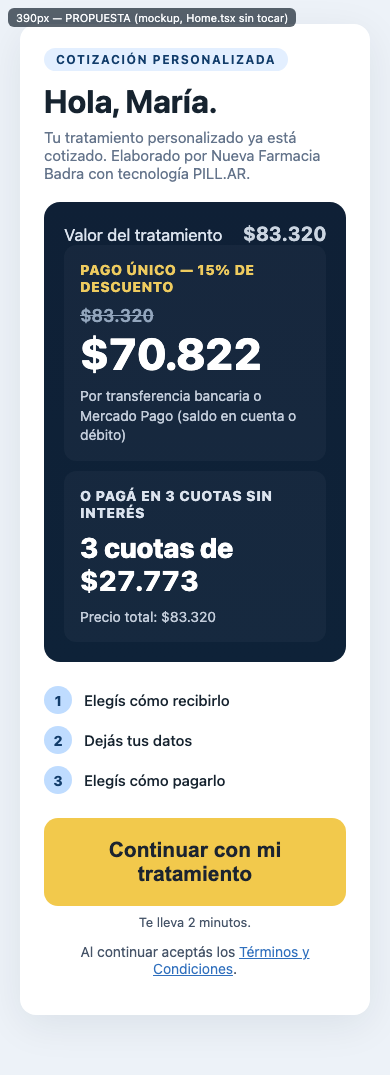 390px — PROPUESTA (mockup, Home.tsx sin tocar)
COTIZACIÓN PERSONALIZADA
Hola, María.
Tu tratamiento personalizado ya está
cotizado. Elaborado por Nueva Farmacia
Badra con tecnología PILL.AR.
Valor del tratamiento $83.320
PAGO ÚNICO — 15% DE
DESCUENTO
$83.320
$70.822
Por transferencia bancaria o
Mercado Pago (saldo en cuenta o
débito)
O PAGÁ EN 3 CUOTAS SIN
INTERÉS
3 cuotas de
$27.773
Precio total: $83.320
1 Elegís cómo recibirlo
2 Dejás tus datos
3 Elegís cómo pagarlo
Continuar con mi
tratamiento
Te lleva 2 minutos.
Al continuar aceptás los Términos y
Condiciones.